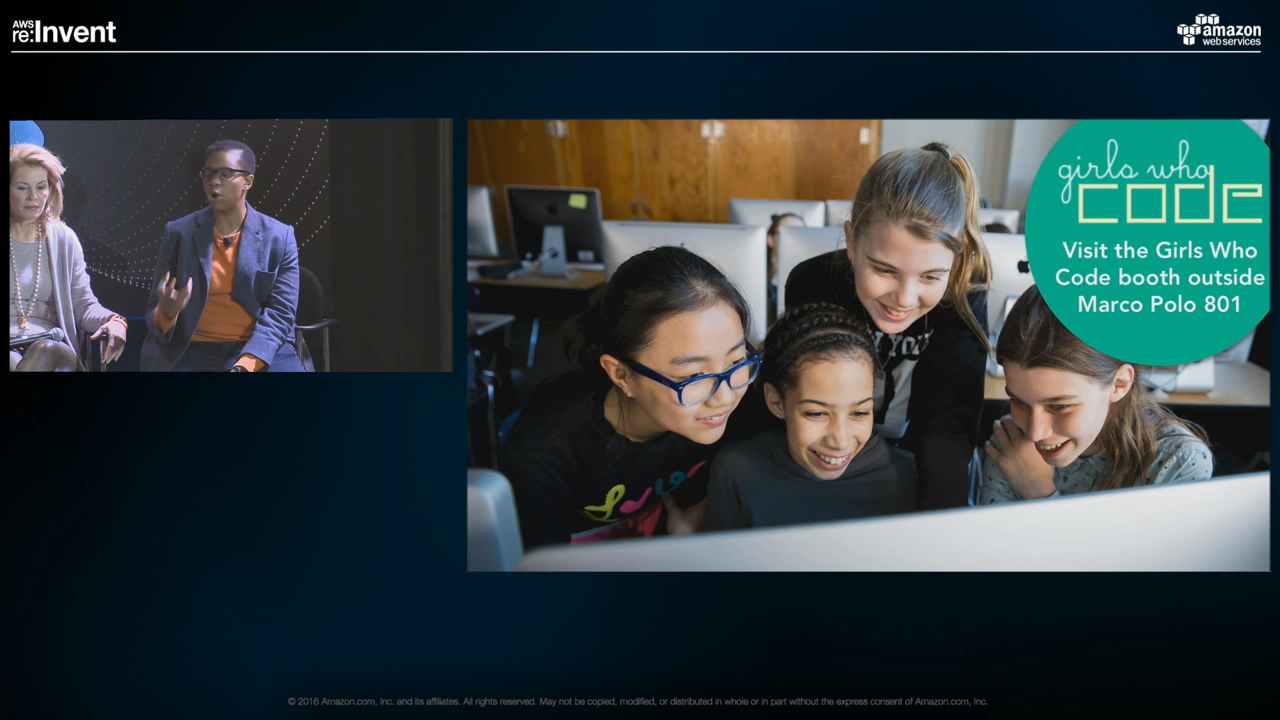 AWS
re:Invent
amazon
web services
girls who
code
Visit the Girls Who
Code booth outside
Marco Polo 801
© 2016 Amazon.com, Inc. and its affiliates. All rights reserved. May not be copied, modified, or distributed in whole or in part without the express consent of Amazon.com, Inc.